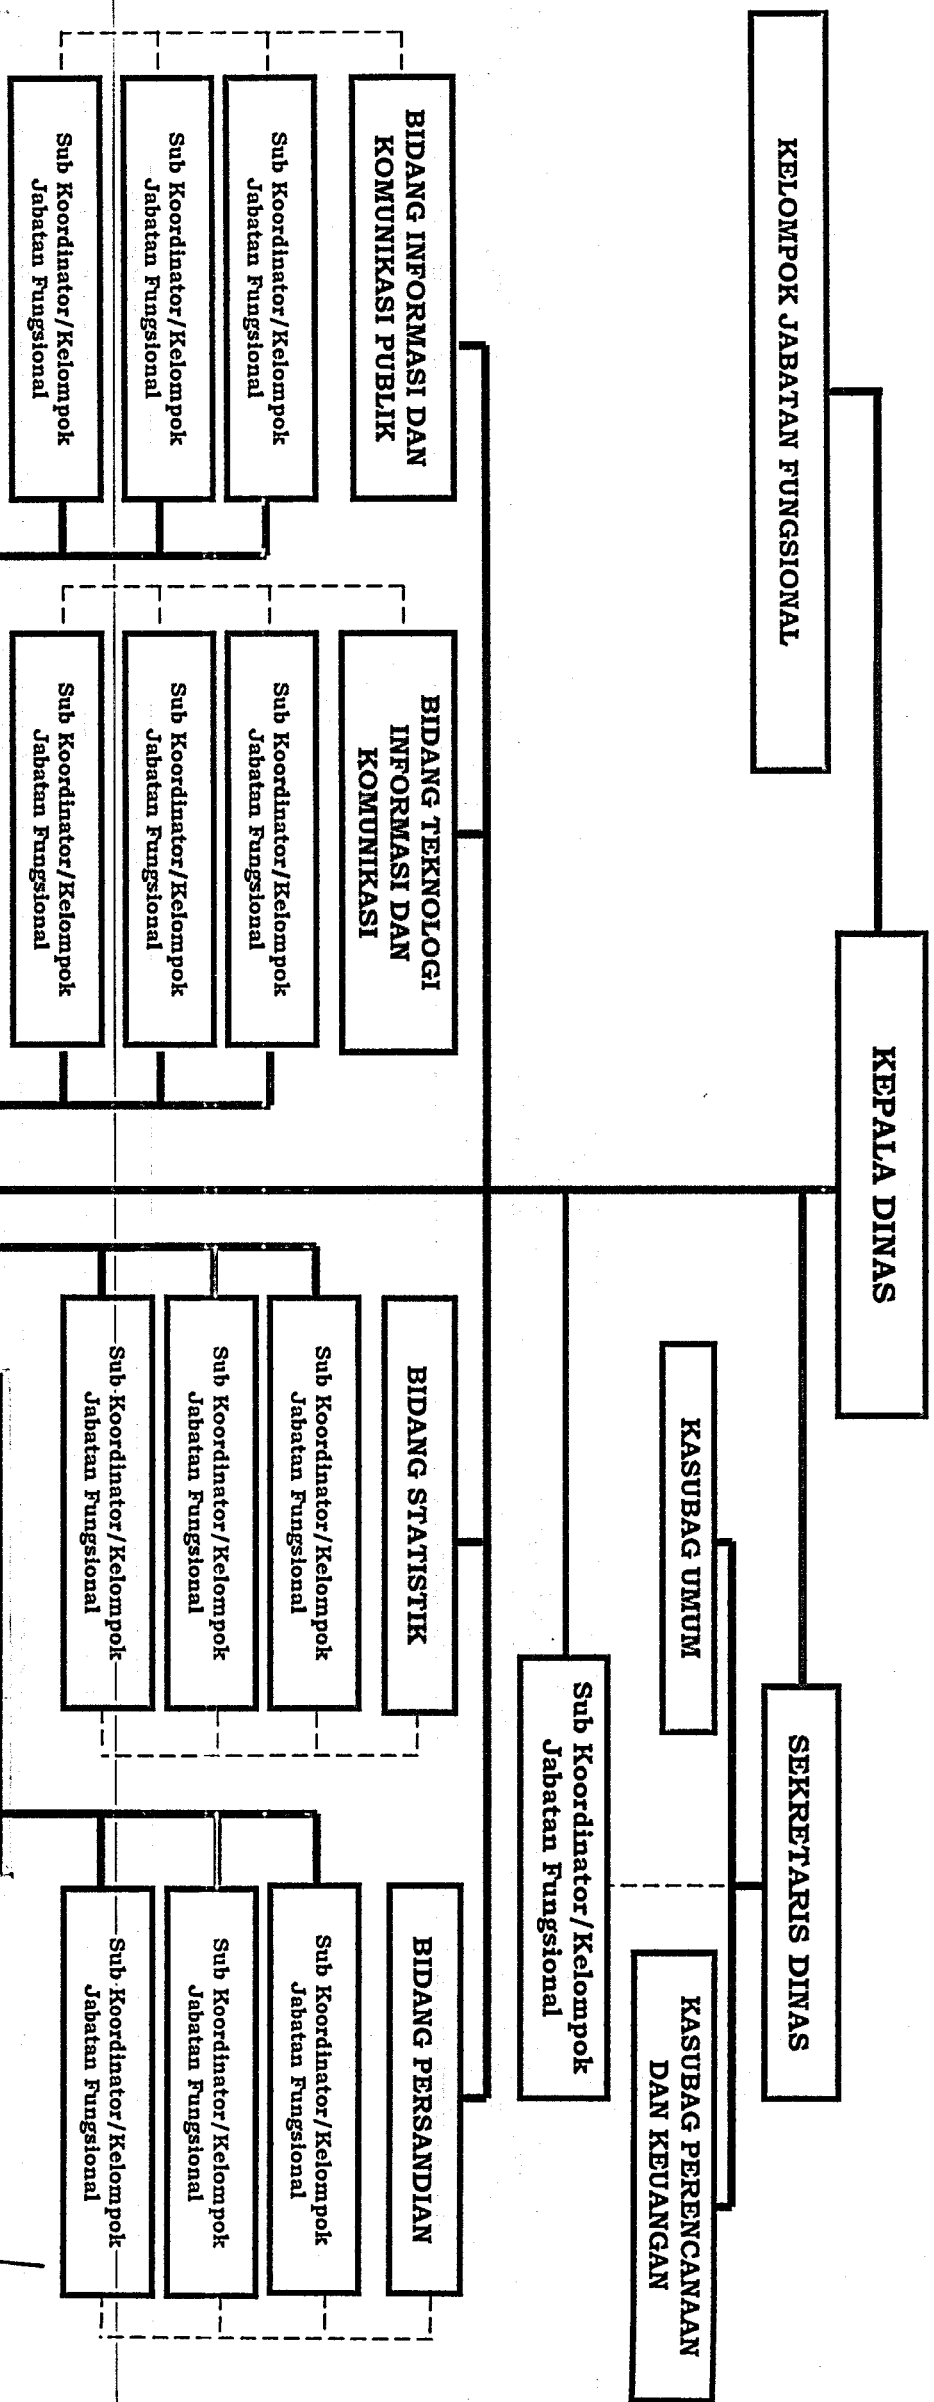 KEPALA DINAS
KELOMPOK JABATAN FUNGSIONAL
SEKRETARIS DINAS
KASUBAG UMUM
KASUBAG PERENCANAAN
DAN KEUANGAN
Sub Koordinator/Kelompok
Jabatan Fungsional
BIDANG INFORMASI DAN
KOMUNIKASI PUBLIK
BIDANG TEKNOLOGI
INFORMASI DAN
KOMUNIKASI
BIDANG STATISTIK
BIDANG PERSANDIAN
Sub Koordinator/Kelompok
Jabatan Fungsional
Sub Koordinator/Kelompok
Jabatan Fungsional
Sub Koordinator/Kelompok
Jabatan Fungsional
Sub Koordinator/Kelompok
Jabatan Fungsional
Sub Koordinator/Kelompok
Jabatan Fungsional
Sub Koordinator/Kelompok
Jabatan Fungsional
Sub Koordinator/Kelompok
Jabatan Fungsional
Sub Koordinator/Kelompok
Jabatan Fungsional
Sub Koordinator/Kelompok
Jabatan Fungsional
Sub Koordinator/Kelompok
Jabatan Fungsional
Sub Koordinator/Kelompok
Jabatan Fungsional
Sub Koordinator/Kelompok
Jabatan Fungsional